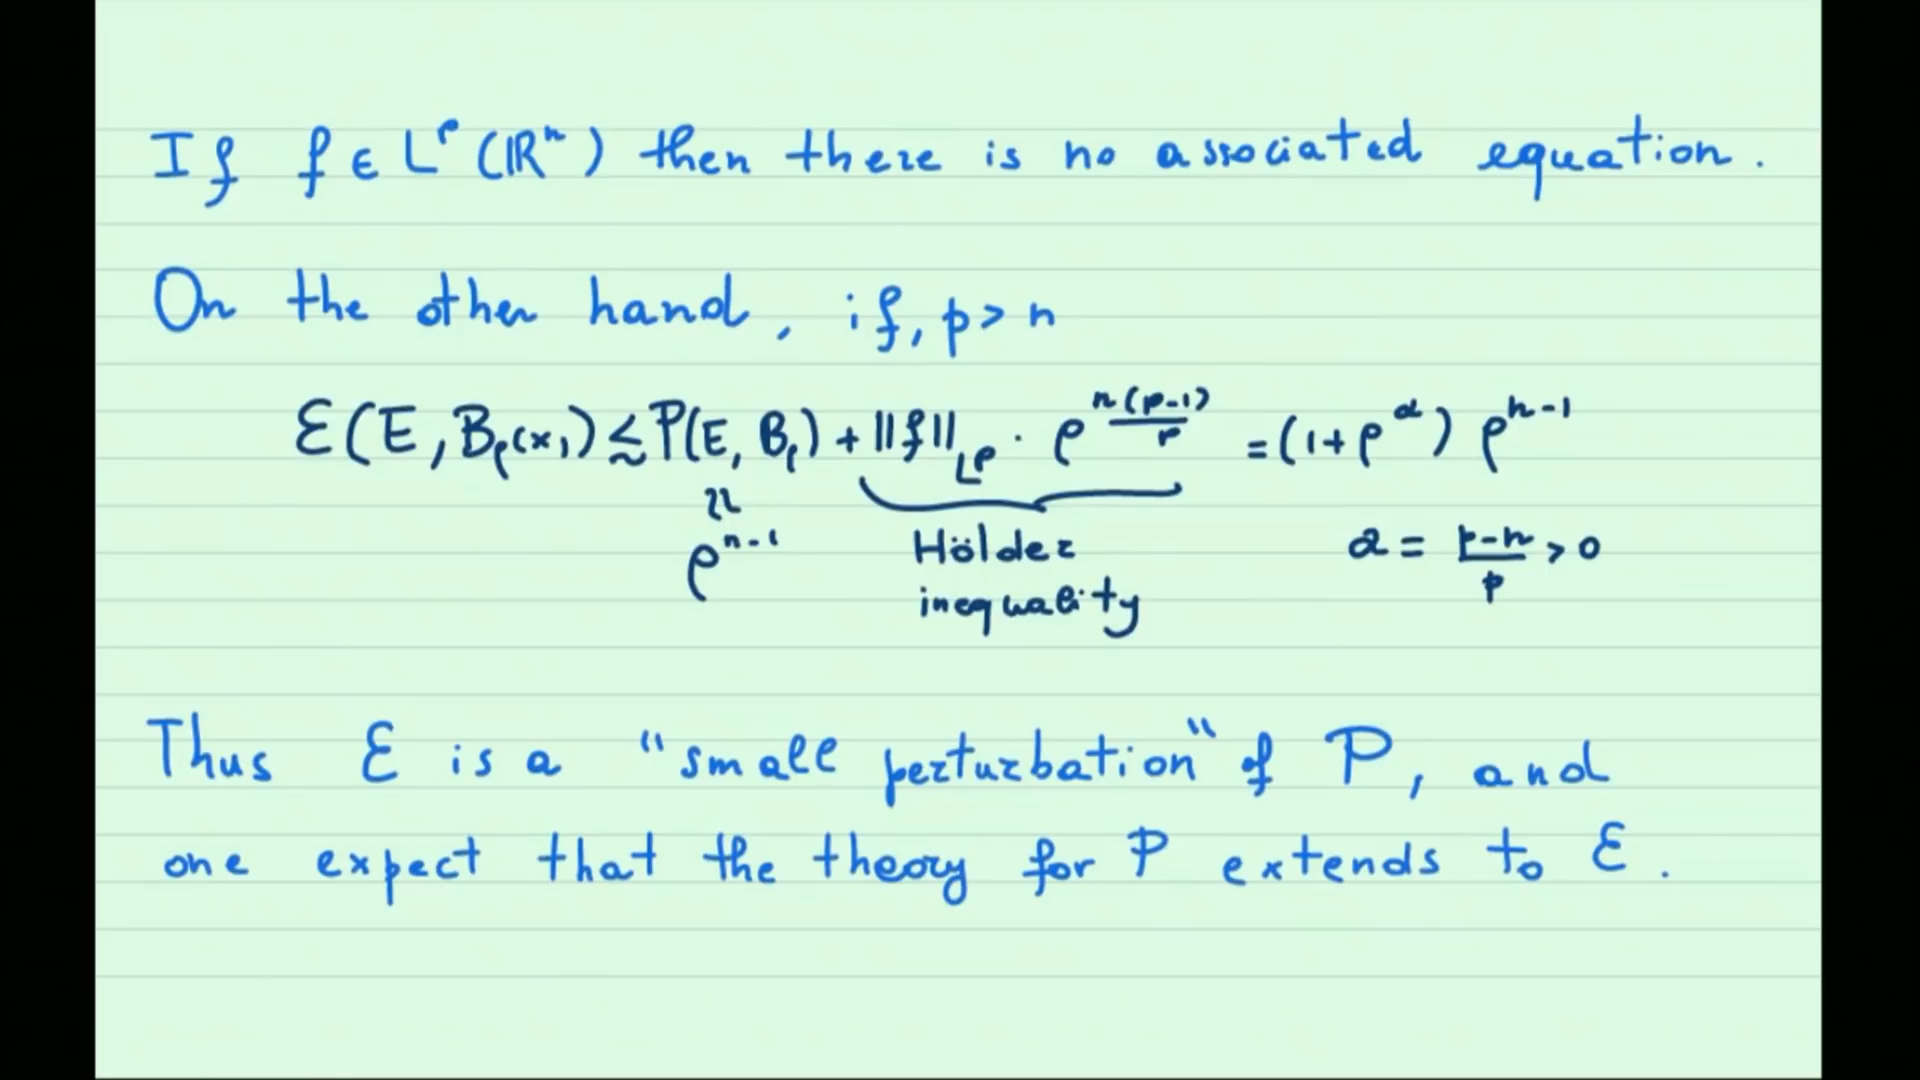 If f ∈ L^p (ℝ^n) then there is no associated equation.
On the other hand, if, p > n
ℰ(E, B_ρ(x)) ≲ P(E, B_ρ) + ||f||_{L^p} · ρ^{n(p-1)/p} = (1+ρ^α) ρ^{n-1}
≈
ρ^{n-1}
Hölder
inequality
α = (p-n)/p > 0
Thus ℰ is a "small perturbation" of P, and
one expect that the theory for P extends to ℰ.